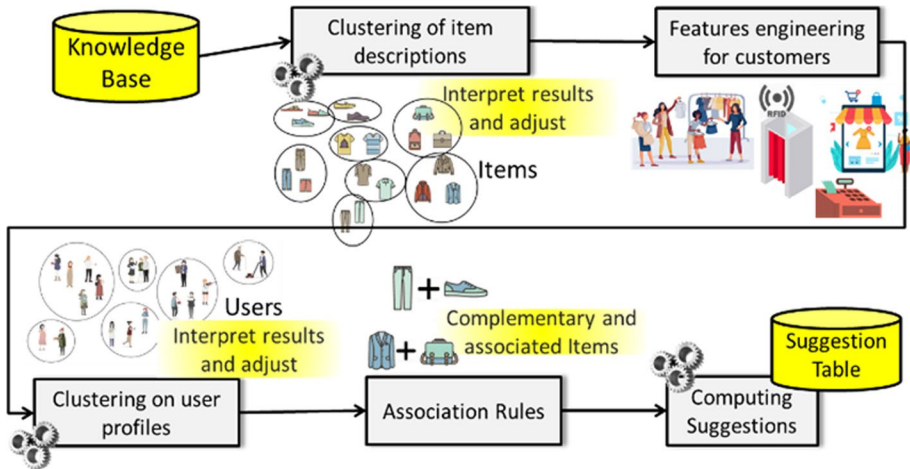 Knowledge
Base
Clustering of item
descriptions
Features engineering
for customers
Interpret results
and adjust
Items
RFID
Users
Interpret results
and adjust
Complementary and
associated Items
Suggestion
Table
Clustering on user
profiles
Association Rules
Computing
Suggestions